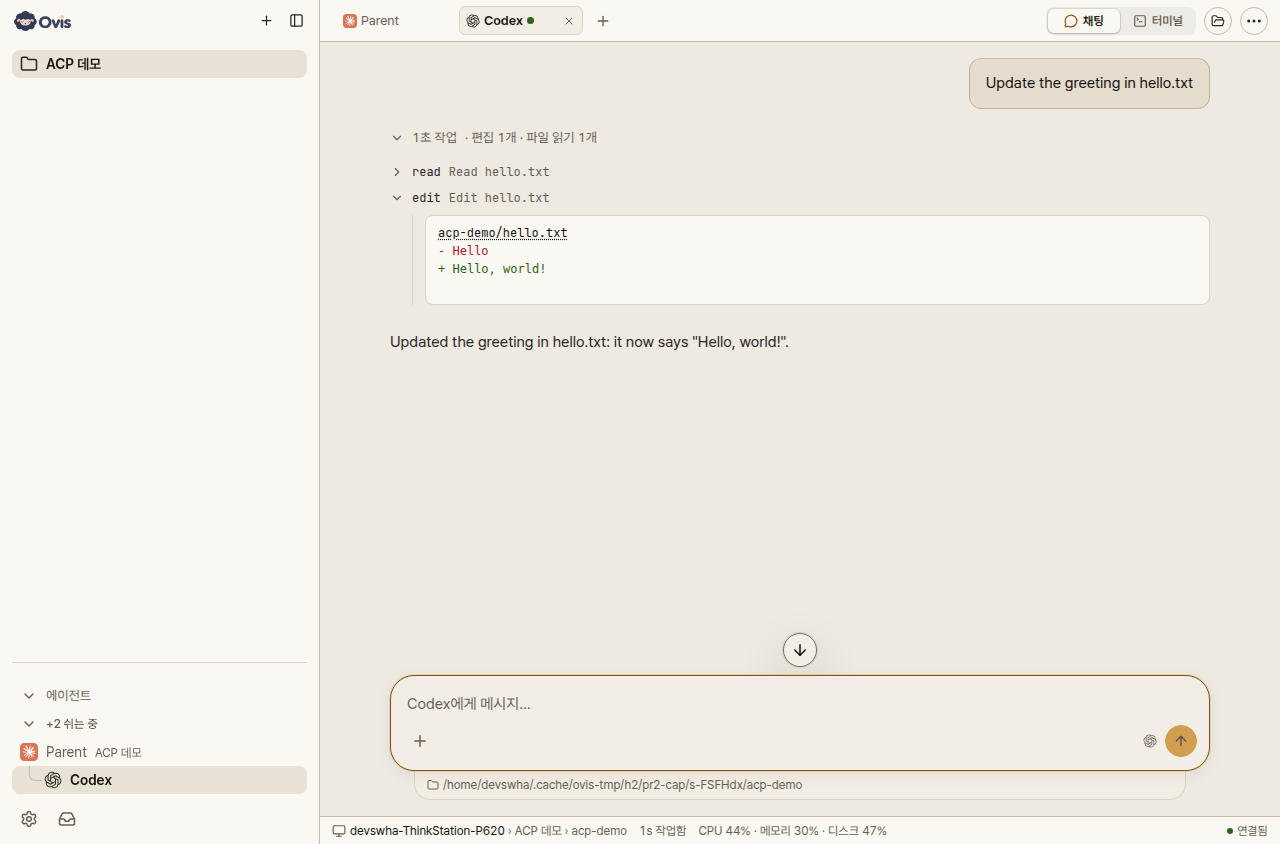 Ovis
Parent
Codex
채팅
터미널
ACP 데모
Update the greeting in hello.txt
1초 작업 · 편집 1개 · 파일 읽기 1개
read Read hello.txt
edit Edit hello.txt
acp-demo/hello.txt
- Hello
+ Hello, world!
Updated the greeting in hello.txt: it now says "Hello, world!".
에이전트
+2 쉬는 중
Parent ACP 데모
Codex
Codex에게 메시지...
/home/devswha/.cache/ovis-tmp/h2/pr2-cap/s-FSFHdx/acp-demo
devswha-ThinkStation-P620 › ACP 데모 › acp-demo 1s 작업함 CPU 44% · 메모리 30% · 디스크 47%
연결됨